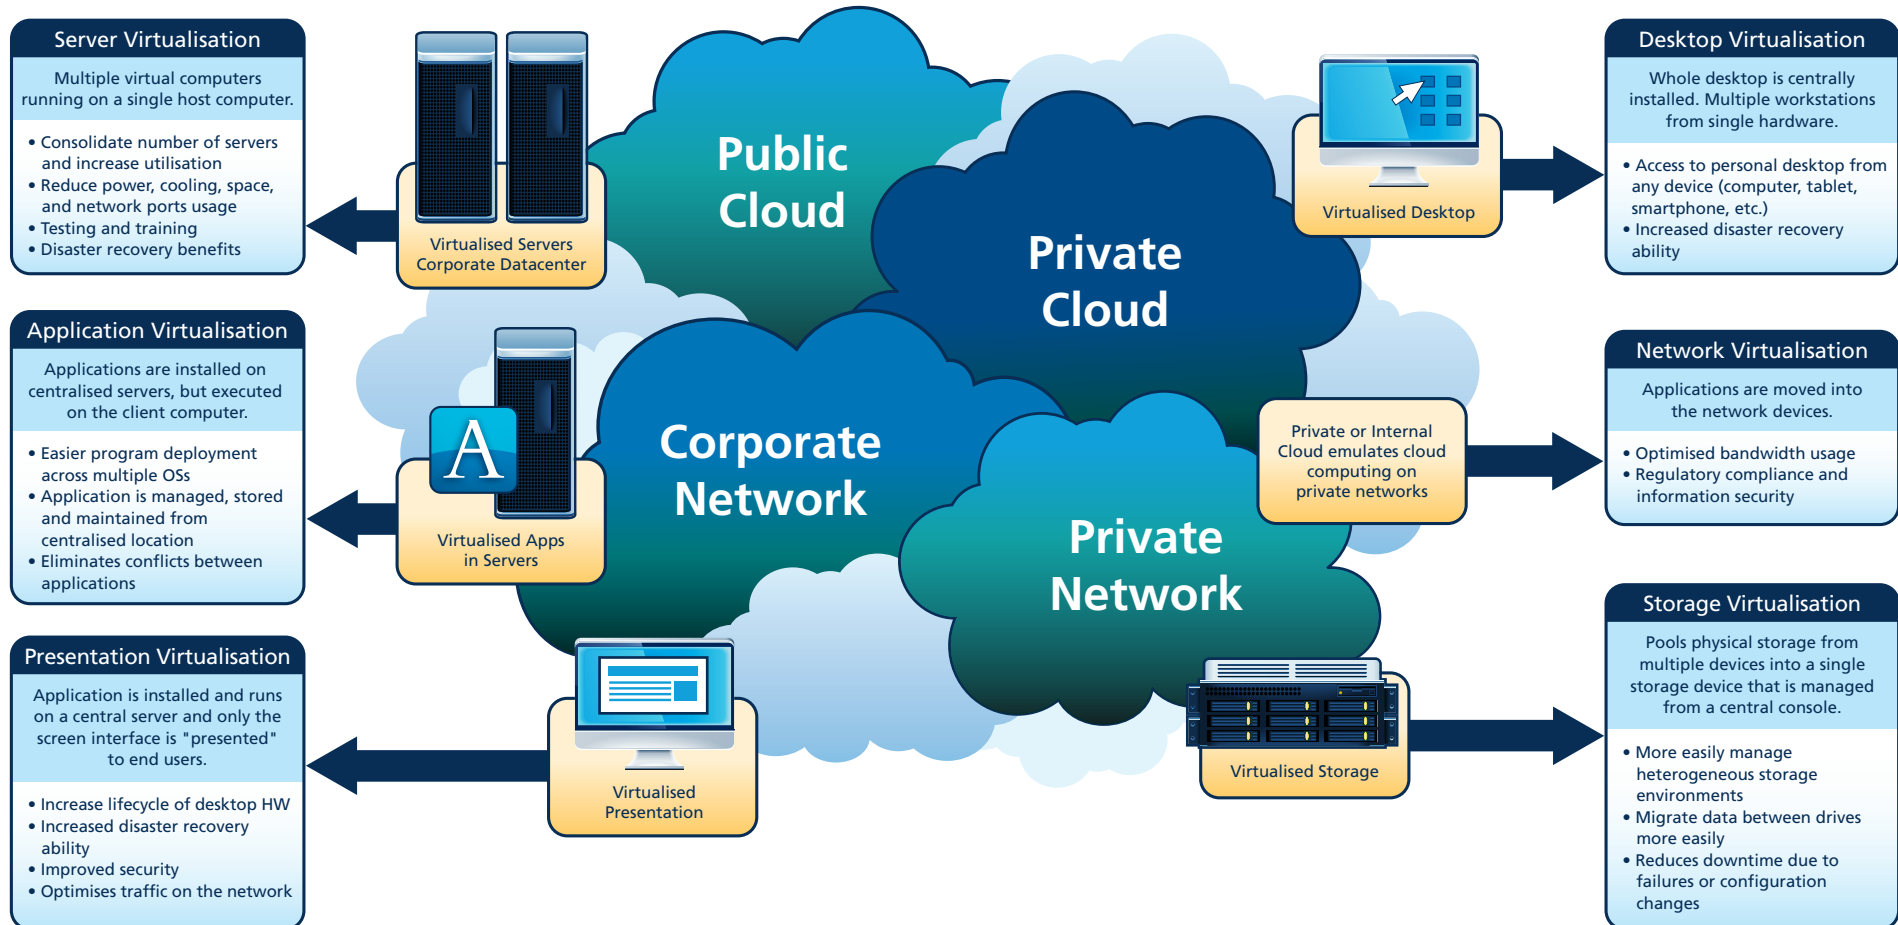 Server Virtualisation
Multiple virtual computers
running on a single host computer.
• Consolidate number of servers
and increase utilisation
• Reduce power, cooling, space,
and network ports usage
• Testing and training
• Disaster recovery benefits
Application Virtualisation
Applications are installed on
centralised servers, but executed
on the client computer.
• Easier program deployment
across multiple OSs
• Application is managed, stored
and maintained from
centralised location
• Eliminates conflicts between
applications
Presentation Virtualisation
Application is installed and runs
on a central server and only the
screen interface is "presented"
to end users.
• Increase lifecycle of desktop HW
• Increased disaster recovery
ability
• Improved security
• Optimises traffic on the network
Virtualised Servers
Corporate Datacenter
A
Virtualised Apps
in Servers
Virtualised
Presentation
Public
Cloud
Private
Cloud
Corporate
Network
Private
Network
Virtualised Desktop
Private or Internal
Cloud emulates cloud
computing on
private networks
Virtualised Storage
Desktop Virtualisation
Whole desktop is centrally
installed. Multiple workstations
from single hardware.
• Access to personal desktop from
any device (computer, tablet,
smartphone, etc.)
• Increased disaster recovery
ability
Network Virtualisation
Applications are moved into
the network devices.
• Optimised bandwidth usage
• Regulatory compliance and
information security
Storage Virtualisation
Pools physical storage from
multiple devices into a single
storage device that is managed
from a central console.
• More easily manage
heterogeneous storage
environments
• Migrate data between drives
more easily
• Reduces downtime due to
failures or configuration
changes